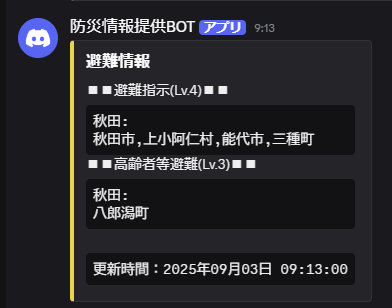 防災情報提供BOT アプリ 9:13
避難情報
■■避難指示(Lv.4)■■
秋田:
秋田市,上小阿仁村,能代市,三種町
■■高齢者等避難(Lv.3)■■
秋田:
八郎潟町
更新時間：2025年09月03日 09:13:00